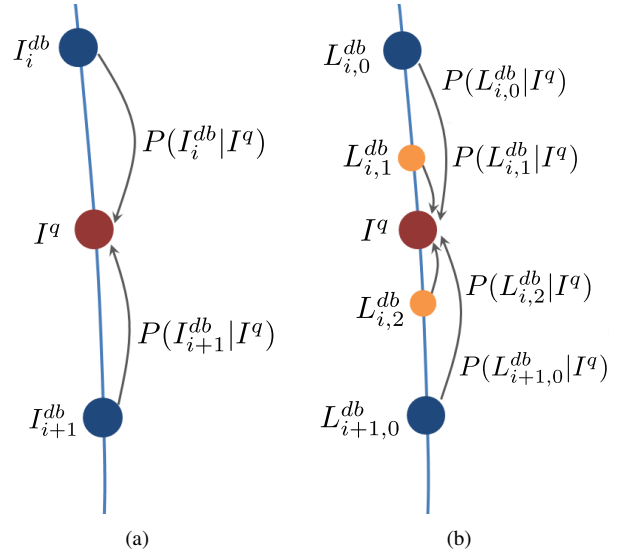 I_i^{db}
P(I_i^{db}|I^q)
I^q
P(I_{i+1}^{db}|I^q)
I_{i+1}^{db}
(a)
L_{i,0}^{db}
P(L_{i,0}^{db}|I^q)
L_{i,1}^{db}
P(L_{i,1}^{db}|I^q)
I^q
P(L_{i,2}^{db}|I^q)
L_{i,2}^{db}
P(L_{i+1,0}^{db}|I^q)
L_{i+1,0}^{db}
(b)